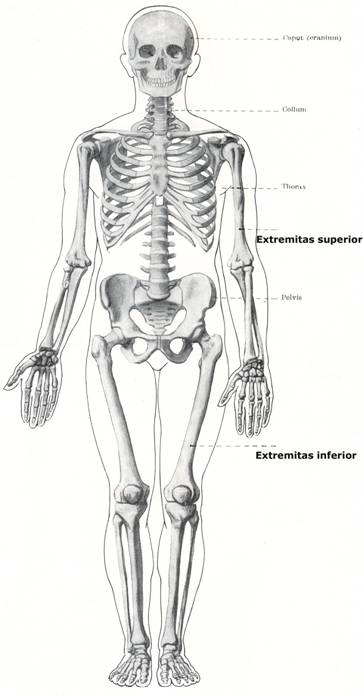 Caput (cranium)
Collum
Thorax
Extremitas superior
Pelvis
Extremitas inferior